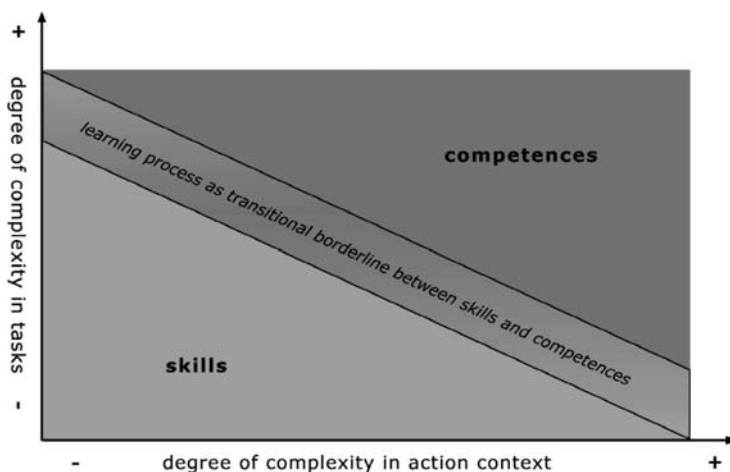 +
degree of complexity in tasks
-
competences
learning process as transitional borderline between skills and competences
skills
- degree of complexity in action context +